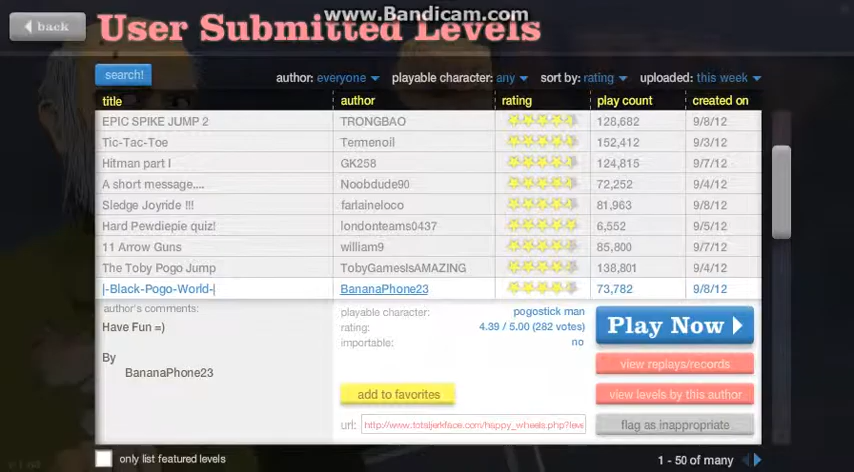 www.Bandicam.com
back
User Submitted Levels
search!
author: everyone playable character: any sort by: rating uploaded: this week
title author rating play count created on
EPIC SPIKE JUMP 2 TRONGBAO 128,682 9/8/12
Tic-Tac-Toe Termenoil 152,412 9/3/12
Hitman part I GK258 124,815 9/7/12
A short message.... Noobdude90 72,252 9/4/12
Sledge Joyride !!! farlaineloco 81,963 9/8/12
Hard Pewdiepie quiz! londonteams0437 6,552 9/5/12
11 Arrow Guns william9 85,800 9/7/12
The Toby Pogo Jump TobyGamesIsAMAZING 138,801 9/4/12
|-Black-Pogo-World-| BananaPhone23 73,782 9/8/12
author's comments:
Have Fun =)
By
BananaPhone23
playable character: pogostick man
rating: 4.39 / 5.00 (282 votes)
importable: no
add to favorites
url: http://www.totaljerkface.com/happy_wheels.php?leve
Play Now
view replays/records
view levels by this author
flag as inappropriate
only list featured levels
1 - 50 of many